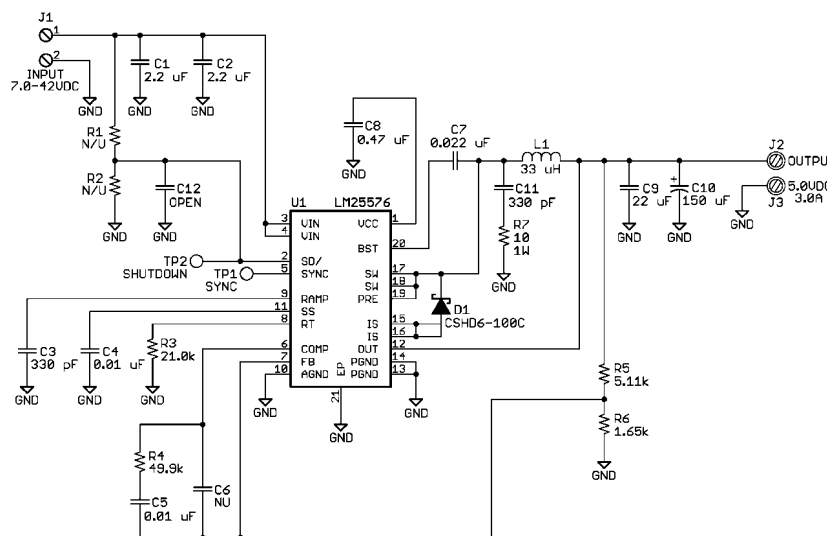 J1
1
2
INPUT
7.0-42VDC
GND
C1
2.2 uF
GND
C2
2.2 uF
GND
R1
N/U
R2
N/U
GND
C12
OPEN
GND
TP2
SHUTDOWN
TP1
SYNC
C8
0.47 uF
GND
C7
0.022 uF
L1
33 uH
C11
330 pF
R7
10
1W
GND
J2
OUTPU
5.0VDC
3.0A
J3
GND
C9
22 uF
GND
C10
+
150 uF
GND
U1
LM25576
3 VIN
4 VIN
2 SD/
5 SYNC
9 RAMP
11 SS
8 RT
6 COMP
7 FB
10 AGND
EP
21
GND
VCC 1
BST 20
SW 17
SW 18
PRE 19
IS 15
IS 16
OUT 12
PGND 14
PGND 13
GND
GND
D1
CSHD6-100C
C3
330 pF
GND
C4
0.01 uF
GND
R3
21.0k
GND
R5
5.11k
R6
1.65k
GND
R4
49.9k
C5
0.01 uF
C6
NU